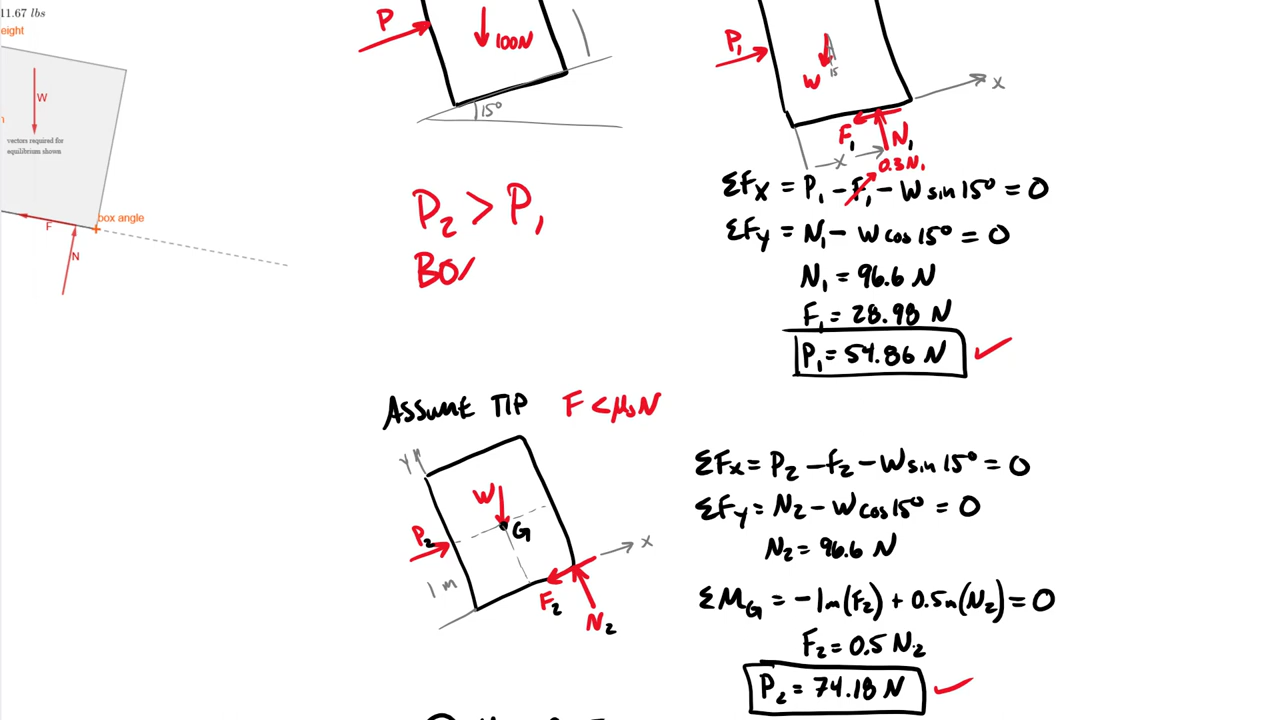 11.67 lbs
eight
W
vectors required for
equilibrium shown
box angle
F
N
P
100N
15°
P₁
W
15
X
F₁
N₁
X
0.3N₁
ΣFx = P₁ - F₁ - W sin 15° = 0
ΣFy = N₁ - W cos 15° = 0
N₁ = 96.6 N
F₁ = 28.98 N
P₁ = 54.86 N
P₂ > P₁
BO
ASSUME TIP F < μsN
y
W
G
P₂
X
1 m
F₂
N₂
ΣFx = P₂ - f₂ - W sin 15° = 0
ΣFy = N₂ - W cos 15° = 0
N₂ = 96.6 N
ΣMG = -1m(F₂) + 0.5m(N₂) = 0
F₂ = 0.5 N₂
P₂ = 74.18 N